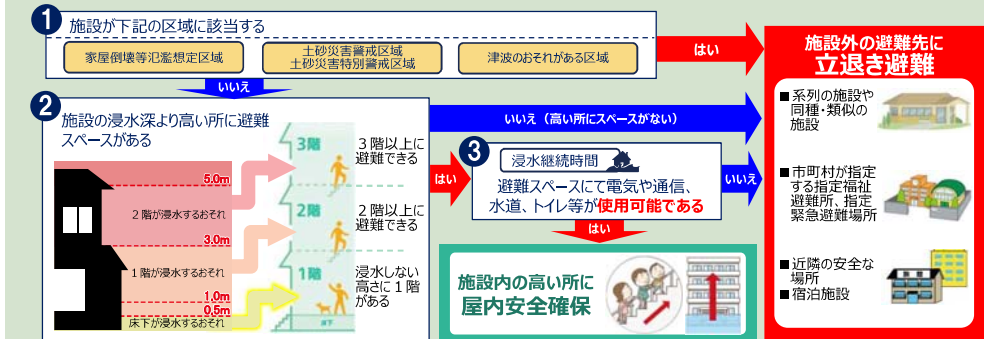 1 施設が下記の区域に該当する
家屋倒壊等氾濫想定区域
土砂災害警戒区域
土砂災害特別警戒区域
津波のおそれがある区域
はい
いいえ
2 施設の浸水深より高い所に避難
スペースがある
5.0m
2階が浸水するおそれ
3.0m
1階が浸水するおそれ
1.0m
0.5m
床下が浸水するおそれ
3階
3階以上に
避難できる
2階
2階以上に
避難できる
1階
浸水しない
高さに1階
がある
床下
いいえ（高い所にスペースがない）
はい
3 浸水継続時間
避難スペースにて電気や通信、
水道、トイレ等が使用可能である
いいえ
はい
施設内の高い所に
屋内安全確保
施設外の避難先に
立退き避難
■系列の施設や
同種・類似の
施設
■市町村が指定
する指定福祉
避難所、指定
緊急避難場所
■近隣の安全な
場所
■宿泊施設